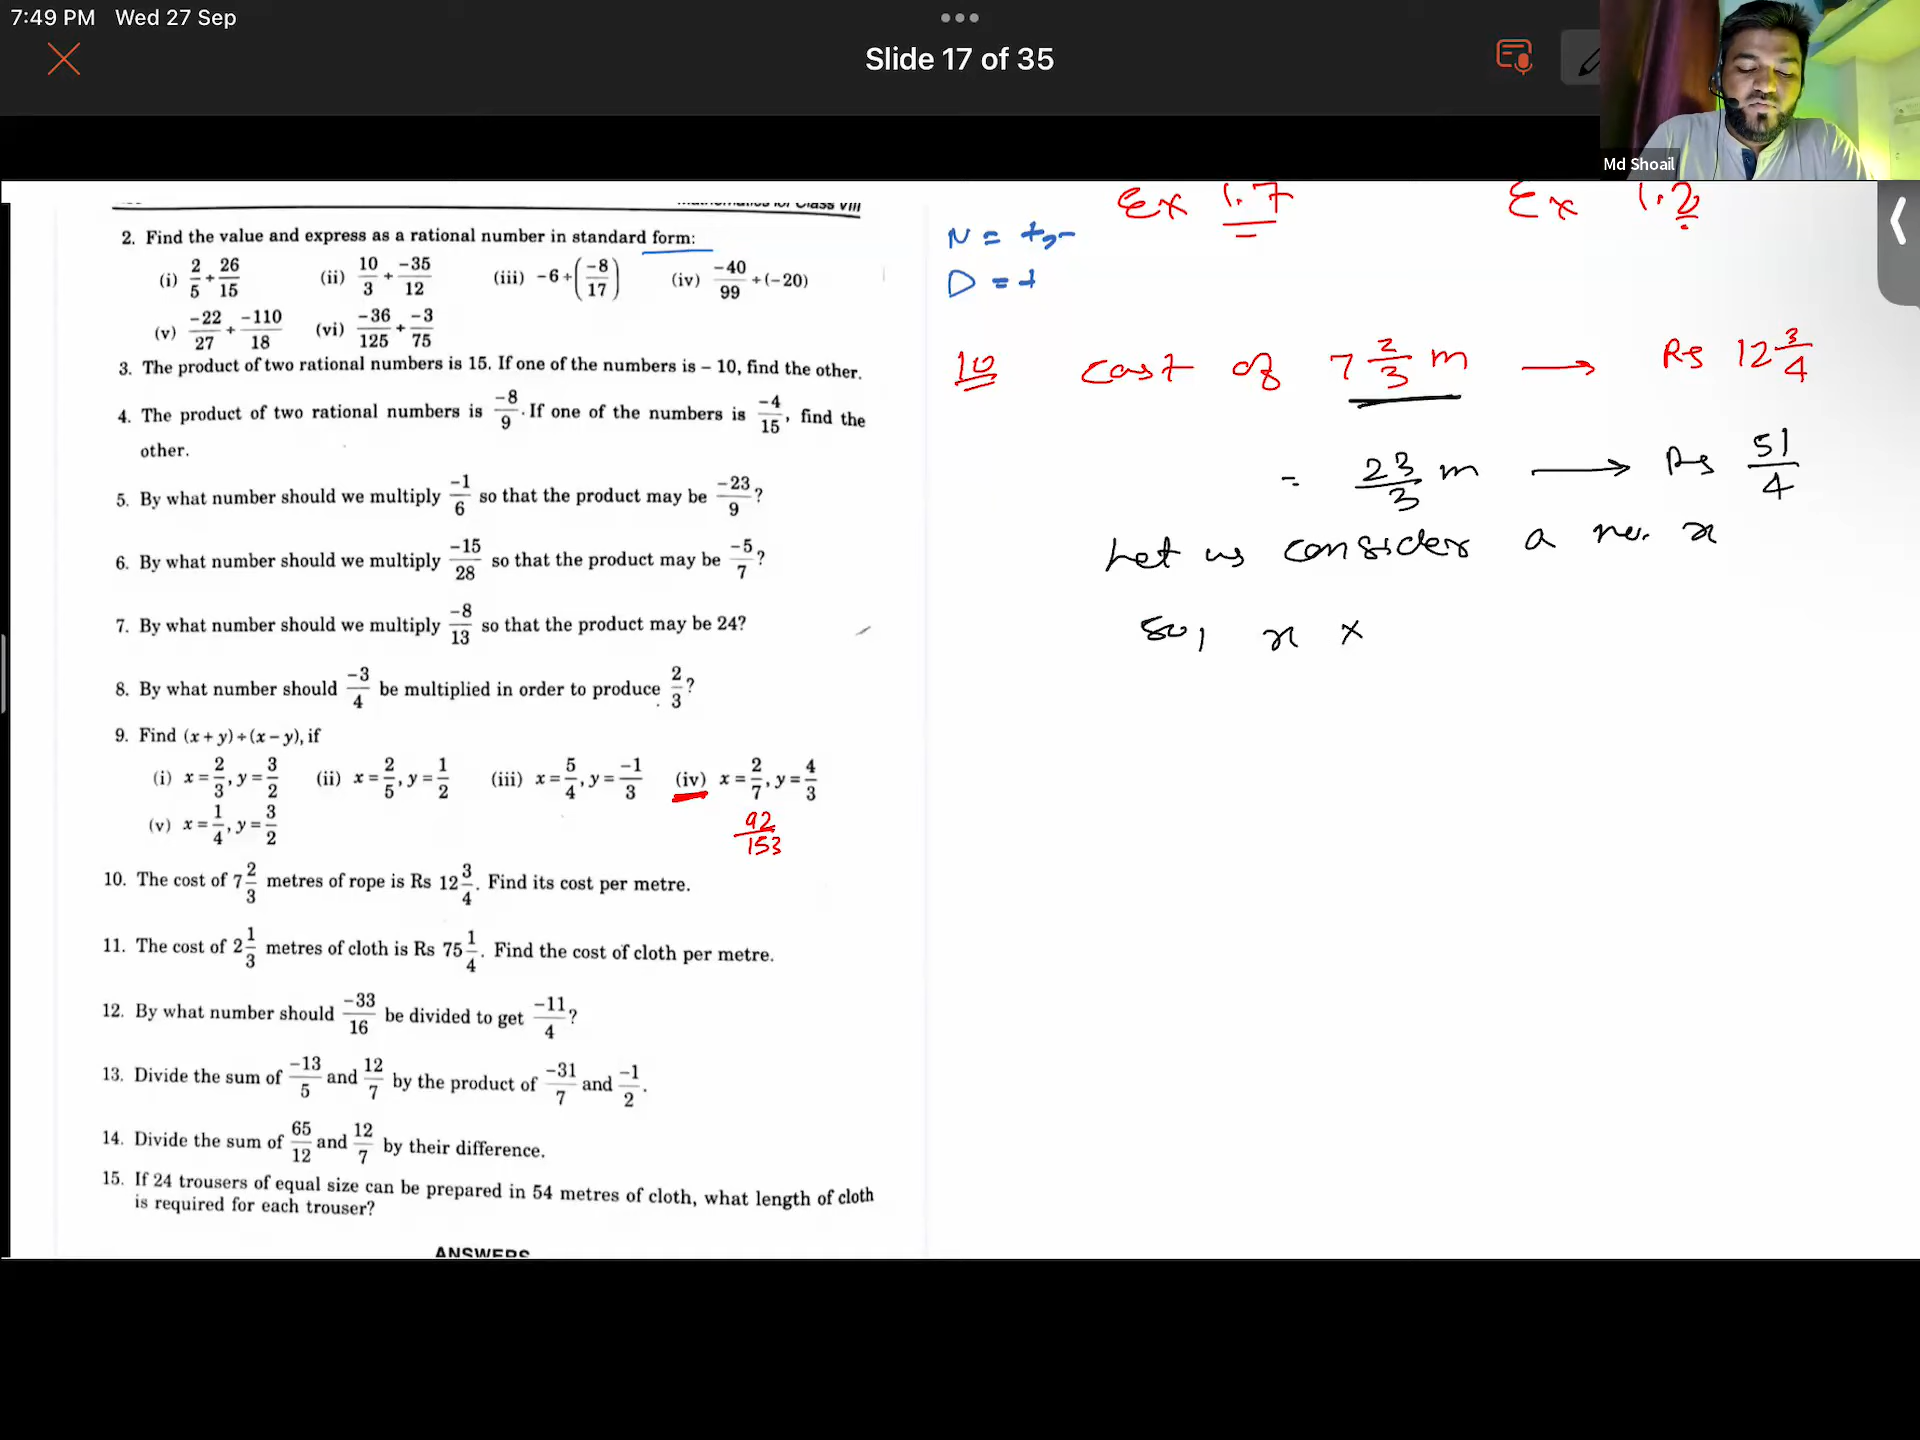 7:49 PM Wed 27 Sep
Slide 17 of 35
Md Shoail
Mathematics for Class VIII
2. Find the value and express as a rational number in standard form:
(i) 2/5 ÷ 26/15 (ii) 10/3 ÷ -35/12 (iii) -6 ÷ (-8/17) (iv) -40/99 ÷ (-20)
(v) -22/27 ÷ -110/18 (vi) -36/125 ÷ -3/75
3. The product of two rational numbers is 15. If one of the numbers is – 10, find the other.
4. The product of two rational numbers is -8/9. If one of the numbers is -4/15, find the
other.
5. By what number should we multiply -1/6 so that the product may be -23/9?
6. By what number should we multiply -15/28 so that the product may be -5/7?
7. By what number should we multiply -8/13 so that the product may be 24?
8. By what number should -3/4 be multiplied in order to produce 2/3?
9. Find (x + y) ÷ (x – y), if
(i) x = 2/3, y = 3/2 (ii) x = 2/5, y = 1/2 (iii) x = 5/4, y = -1/3 (iv) x = 2/7, y = 4/3
(v) x = 1/4, y = 3/2
92/153
10. The cost of 7 2/3 metres of rope is Rs 12 3/4. Find its cost per metre.
11. The cost of 2 1/3 metres of cloth is Rs 75 1/4. Find the cost of cloth per metre.
12. By what number should -33/16 be divided to get -11/4?
13. Divide the sum of -13/5 and 12/7 by the product of -31/7 and -1/2.
14. Divide the sum of 65/12 and 12/7 by their difference.
15. If 24 trousers of equal size can be prepared in 54 metres of cloth, what length of cloth
is required for each trouser?
ANSWERS
Ex 1.7 Ex 1.2
N = +,-
D = +
10 Cost of 7 2/3 m → Rs 12 3/4
= 23/3 m → Rs 51/4
Let us consider a no. x
So, x ×